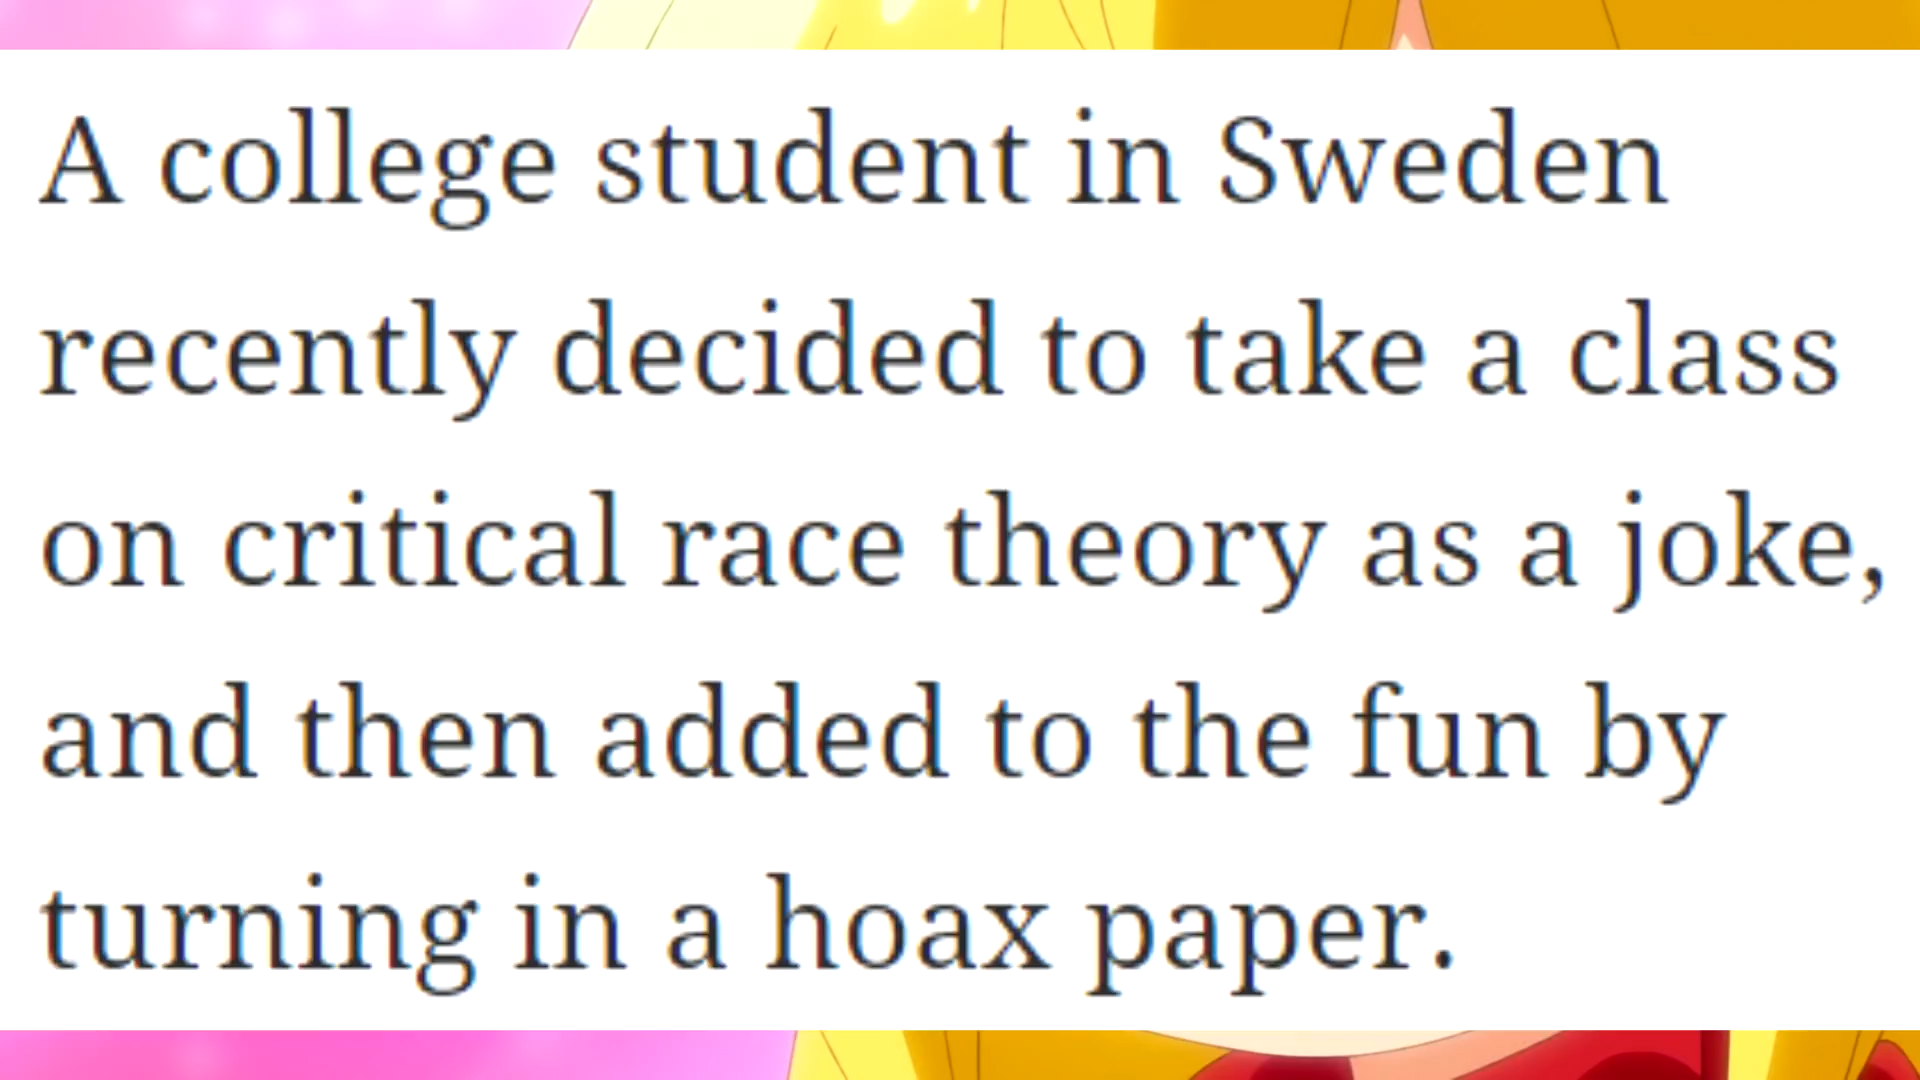 A college student in Sweden
recently decided to take a class
on critical race theory as a joke,
and then added to the fun by
turning in a hoax paper.